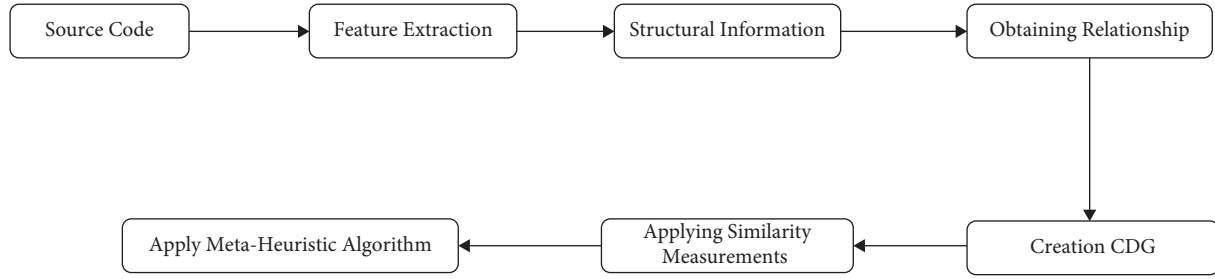 Source Code
Feature Extraction
Structural Information
Obtaining Relationship
Creation CDG
Applying Similarity
Measurements
Apply Meta-Heuristic Algorithm